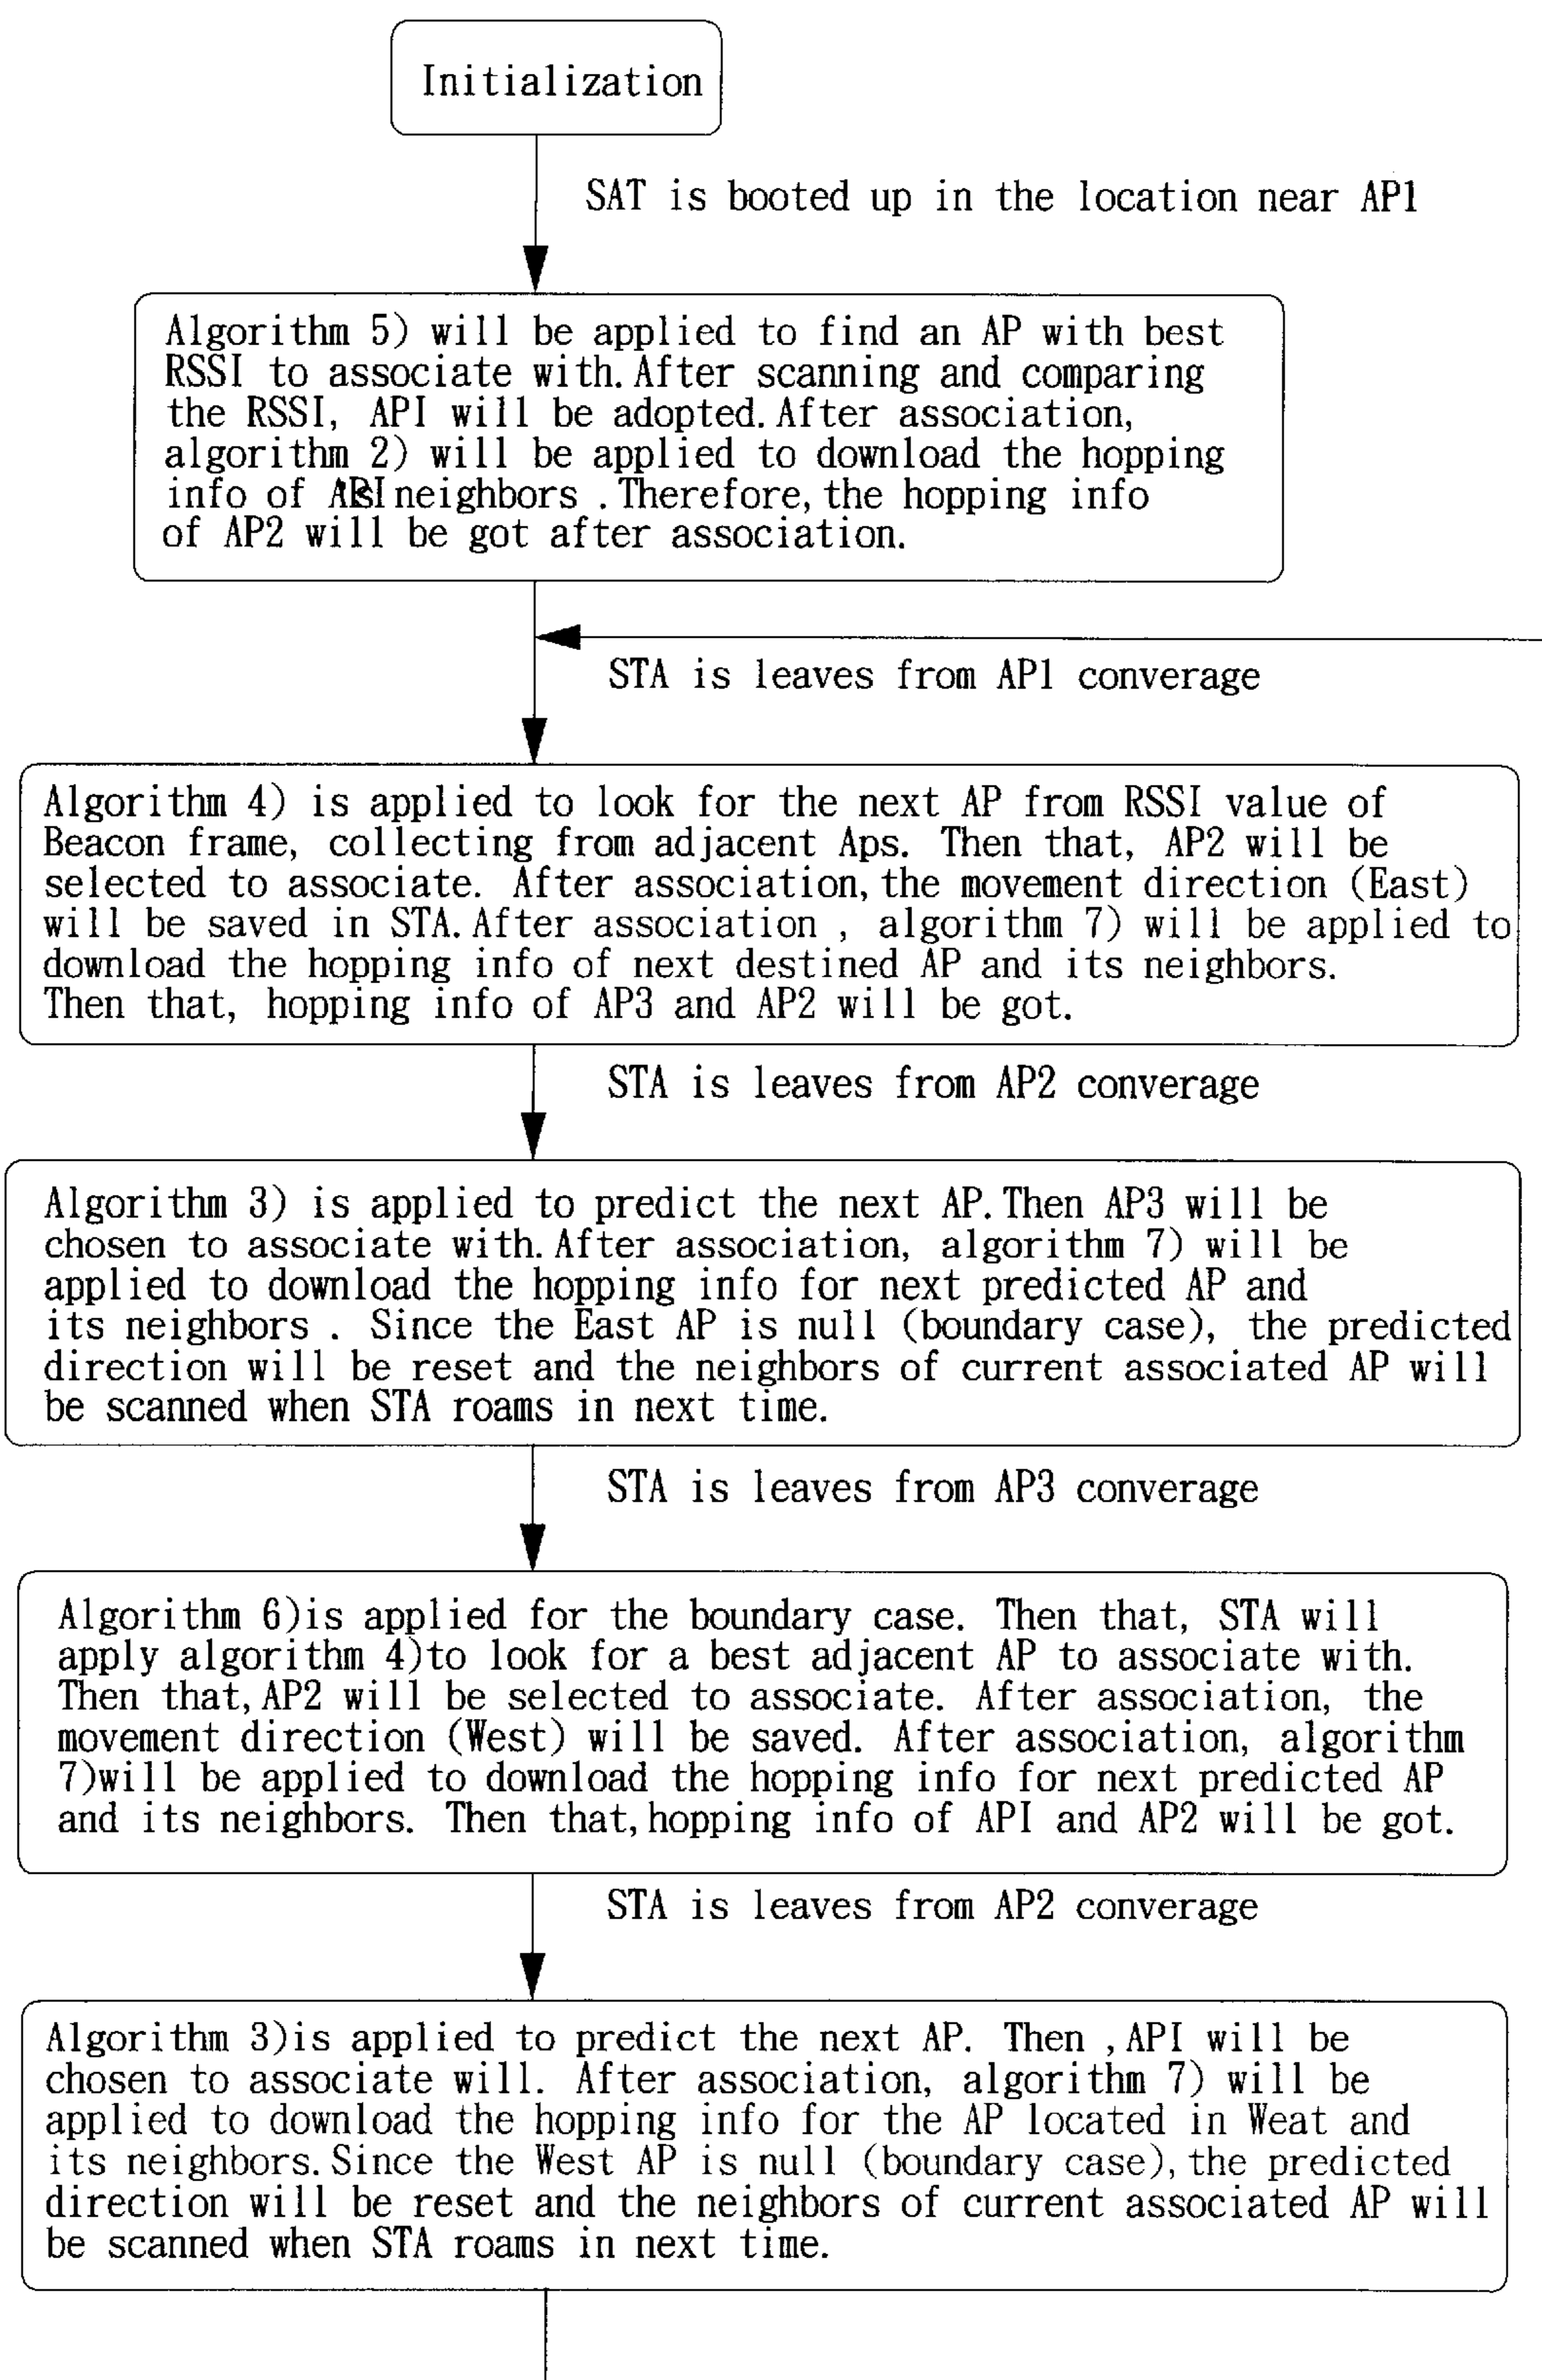 Initialization
SAT is booted up in the location near AP1
Algorithm 5) will be applied to find an AP with best
RSSI to associate with. After scanning and comparing
the RSSI, API will be adopted. After association,
algorithm 2) will be applied to download the hopping
info of neighbors . Therefore, the hopping info
of AP2 will be got after association.
STA is leaves from AP1 converage
Algorithm 4) is applied to look for the next AP from RSSI value of
Beacon frame, collecting from adjacent Aps. Then that, AP2 will be
selected to associate. After association, the movement direction (East)
will be saved in STA. After association , algorithm 7) will be applied to
download the hopping info of next destined AP and its neighbors.
Then that, hopping info of AP3 and AP2 will be got.
STA is leaves from AP2 converage
Algorithm 3) is applied to predict the next AP. Then AP3 will be
chosen to associate with. After association, algorithm 7) will be
applied to download the hopping info for next predicted AP and
its neighbors . Since the East AP is null (boundary case), the predicted
direction will be reset and the neighbors of current associated AP will
be scanned when STA roams in next time.
STA is leaves from AP3 converage
Algorithm 6)is applied for the boundary case. Then that, STA will
apply algorithm 4)to look for a best adjacent AP to associate with.
Then that, AP2 will be selected to associate. After association, the
movement direction (West) will be saved. After association, algorithm
7)will be applied to download the hopping info for next predicted AP
and its neighbors. Then that, hopping info of API and AP2 will be got.
STA is leaves from AP2 converage
Algorithm 3)is applied to predict the next AP. Then , API will be
chosen to associate will. After association, algorithm 7) will be
applied to download the hopping info for the AP located in Weat and
its neighbors. Since the West AP is null (boundary case), the predicted
direction will be reset and the neighbors of current associated AP will
be scanned when STA roams in next time.